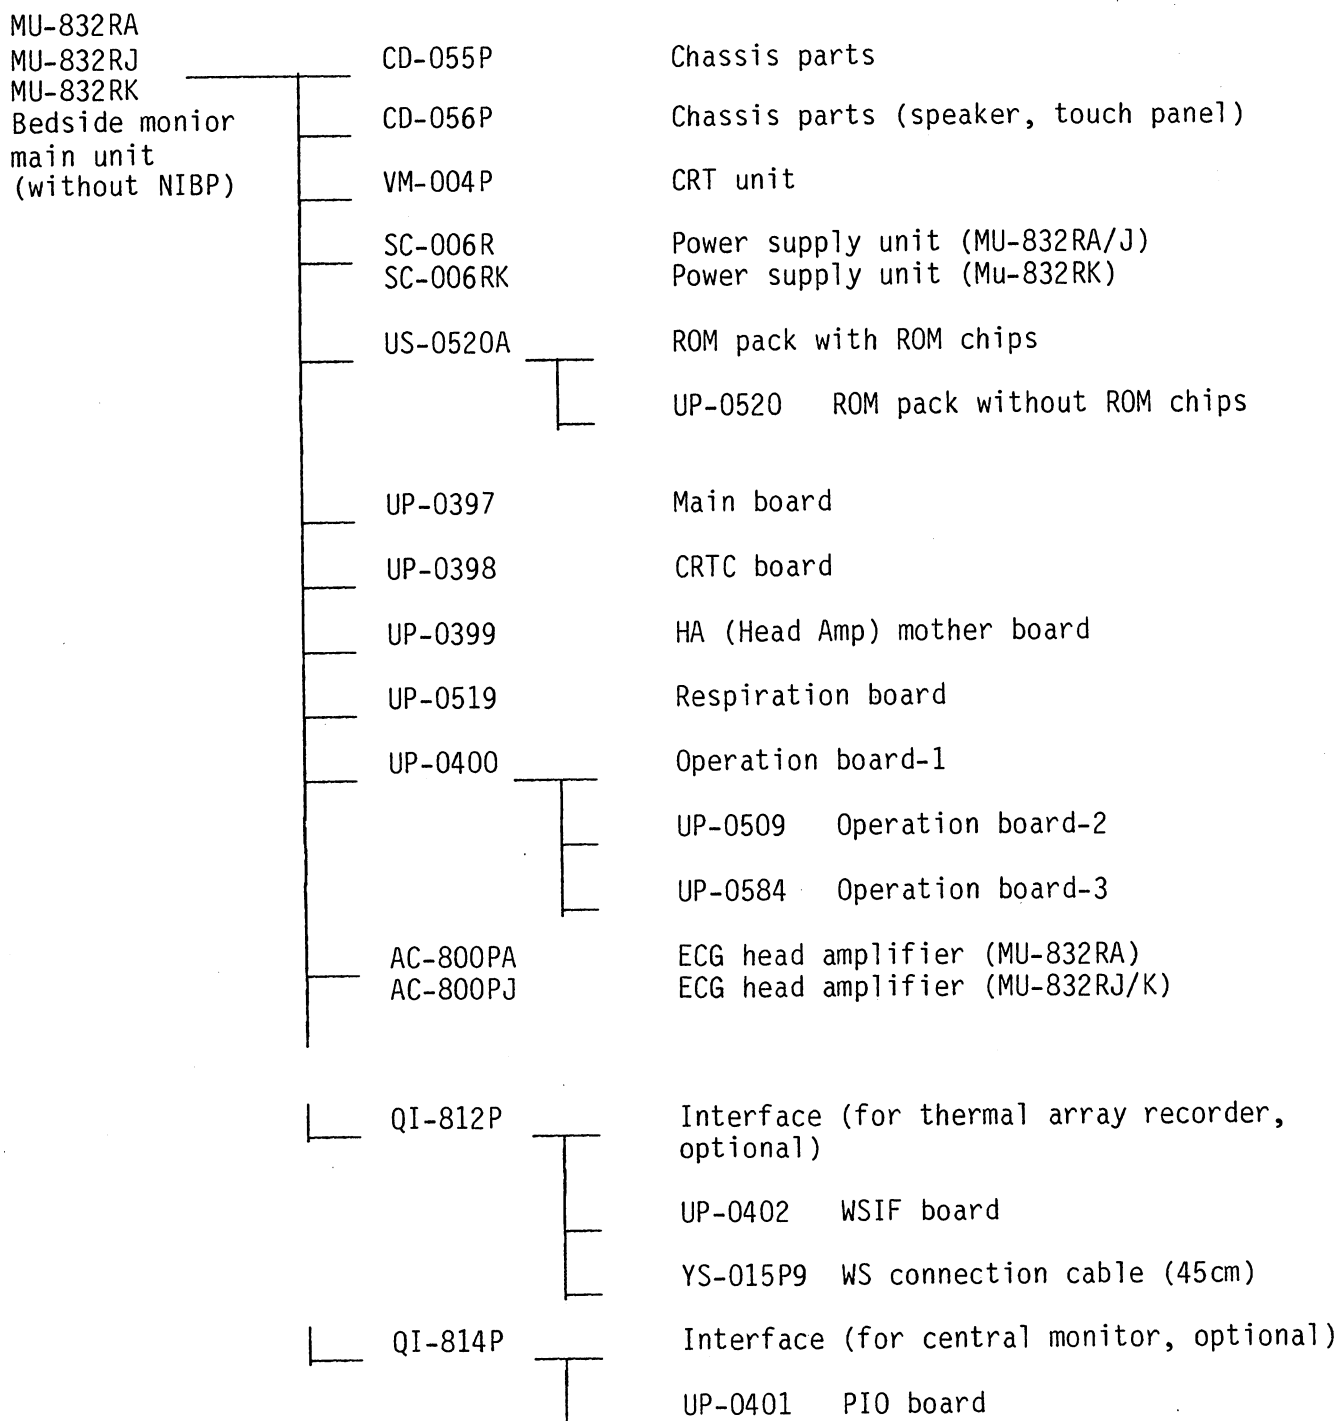 MU-832RA
MU-832RJ
MU-832RK
Bedside monior
main unit
(without NIBP)
CD-055P Chassis parts
CD-056P Chassis parts (speaker, touch panel)
VM-004P CRT unit
SC-006R Power supply unit (MU-832RA/J)
SC-006RK Power supply unit (Mu-832RK)
US-0520A ROM pack with ROM chips
UP-0520 ROM pack without ROM chips
UP-0397 Main board
UP-0398 CRTC board
UP-0399 HA (Head Amp) mother board
UP-0519 Respiration board
UP-0400 Operation board-1
UP-0509 Operation board-2
UP-0584 Operation board-3
AC-800PA ECG head amplifier (MU-832RA)
AC-800PJ ECG head amplifier (MU-832RJ/K)
QI-812P Interface (for thermal array recorder,
optional)
UP-0402 WSIF board
YS-015P9 WS connection cable (45cm)
QI-814P Interface (for central monitor, optional)
UP-0401 PIO board